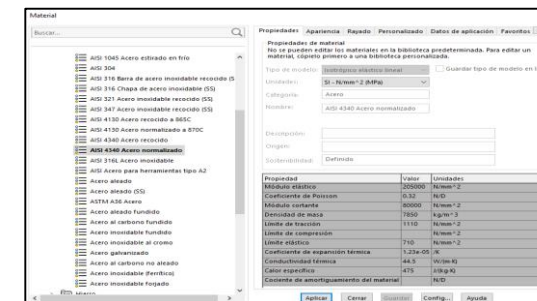 Material
Buscar...
AISI 1045 Acero estirado en frío
AISI 304
AISI 316 Barra de acero inoxidable recocido (S
AISI 316 Chapa de acero inoxidable (SS)
AISI 321 Acero inoxidable recocido (SS)
AISI 347 Acero inoxidable recocido (SS)
AISI 4130 Acero recocido a 865C
AISI 4130 Acero normalizado a 870C
AISI 4340 Acero recocido
AISI 4340 Acero normalizado
AISI 316L Acero inoxidable
AISI Acero para herramientas tipo A2
Acero aleado
Acero aleado (SS)
ASTM A36 Acero
Acero aleado fundido
Acero al carbono fundido
Acero inoxidable fundido
Acero inoxidable al cromo
Acero galvanizado
Acero al carbono no aleado
Acero inoxidable (ferrítico)
Acero inoxidable forjado
Hierro
Propiedades Apariencia Rayado Personalizado Datos de aplicación Favoritos
Propiedades de material
No se pueden editar los materiales en la biblioteca predeterminada. Para editar un
material, cópielo primero a una biblioteca personalizada.
Tipo de modelo: Isotrópico elástico lineal Guardar tipo de modelo en l
Unidades: SI - N/mm^2 (MPa)
Categoría: Acero
Nombre: AISI 4340 Acero normalizado
Descripción:
Origen:
Sostenibilidad: Definido
Propiedad Valor Unidades
Módulo elástico 205000 N/mm^2
Coeficiente de Poisson 0.32 N/D
Módulo cortante 80000 N/mm^2
Densidad de masa 7850 kg/m^3
Límite de tracción 1110 N/mm^2
Límite de compresión N/mm^2
Límite elástico 710 N/mm^2
Coeficiente de expansión térmica 1.23e-05 /K
Conductividad térmica 44.5 W/(m·K)
Calor específico 475 J/(kg·K)
Cociente de amortiguamiento del material N/D
Aplicar Cerrar Guardar Config... Ayuda